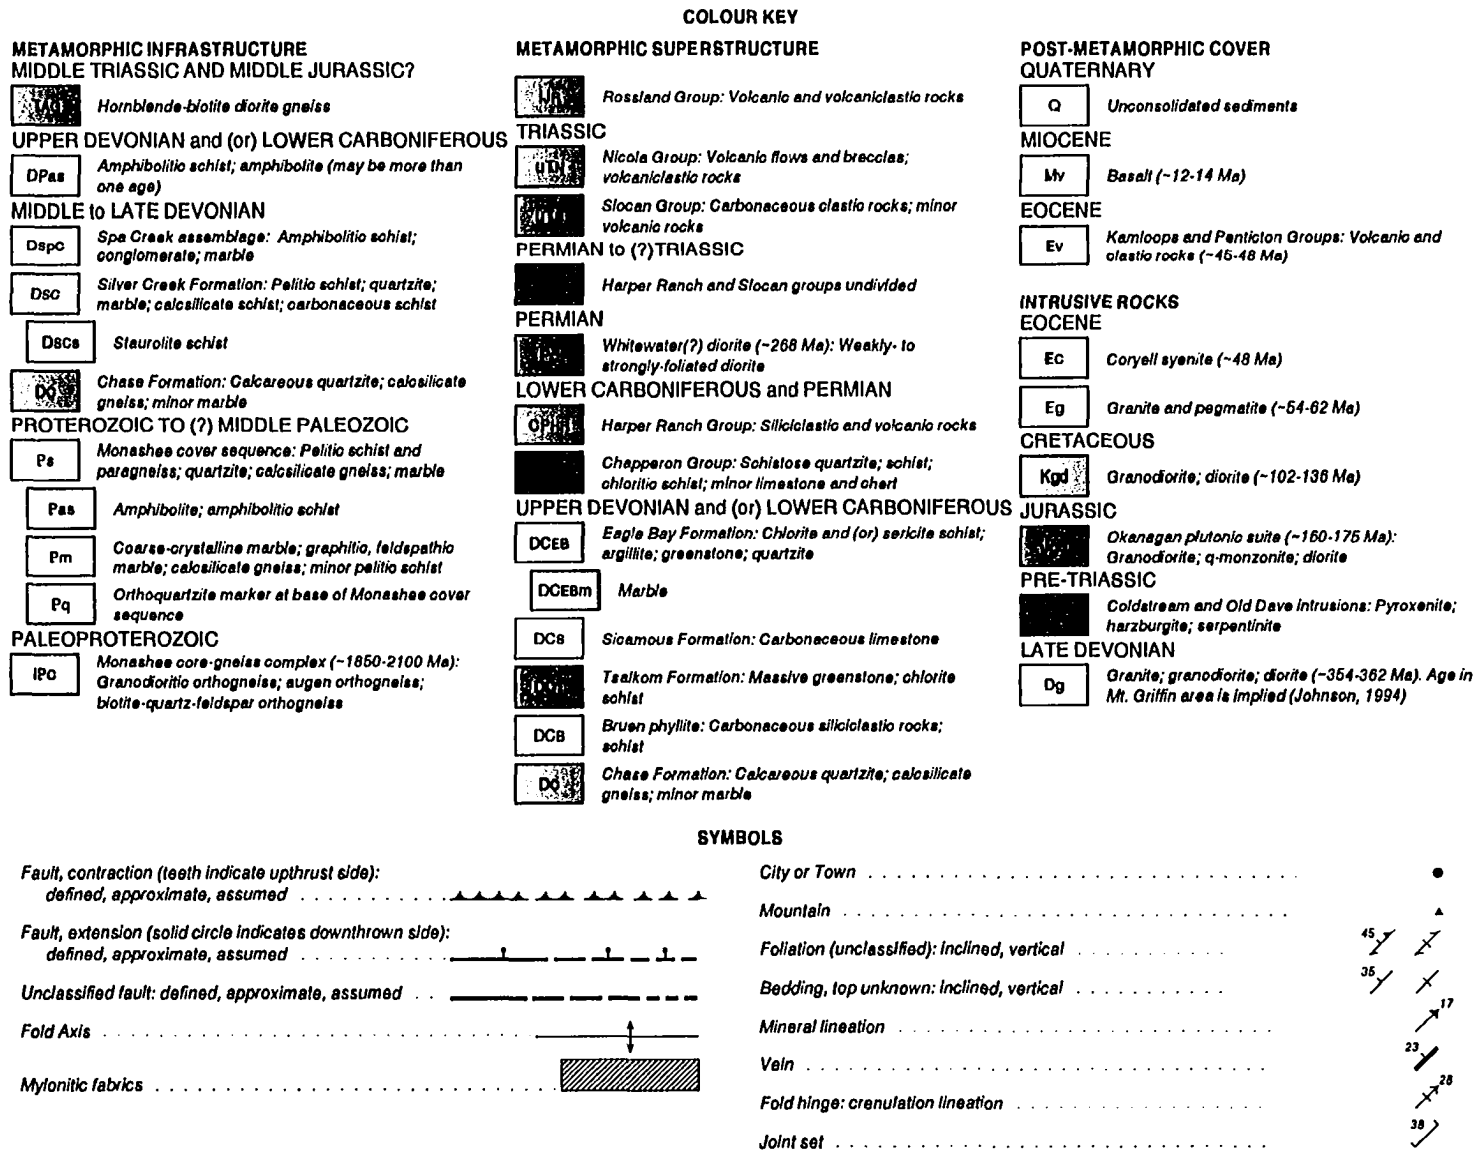 COLOUR KEY
METAMORPHIC INFRASTRUCTURE
MIDDLE TRIASSIC AND MIDDLE JURASSIC?
Hornblende-biotite diorite gneiss
UPPER DEVONIAN and (or) LOWER CARBONIFEROUS
DPas
Amphibolitic schist; amphibolite (may be more than
one age)
MIDDLE to LATE DEVONIAN
Dspc
Spa Creek assemblage: Amphibolitic schist;
conglomerate; marble
Dsc
Silver Creek Formation: Pelitic schist; quartzite;
marble; calcsilicate schist; carbonaceous schist
Dscs
Staurolite schist
Dc
Chase Formation: Calcareous quartzite; calcsilicate
gneiss; minor marble
PROTEROZOIC TO (?) MIDDLE PALEOZOIC
Ps
Monashee cover sequence: Pelitic schist and
paragneiss; quartzite; calcsilicate gneiss; marble
Pas
Amphibolite; amphibolitic schist
Pm
Coarse-crystalline marble; graphitic, feldspathic
marble; calcsilicate gneiss; minor pelitic schist
Pq
Orthoquartzite marker at base of Monashee cover
sequence
PALEOPROTEROZOIC
IPc
Monashee core-gneiss complex (~1850-2100 Ma):
Granodioritic orthogneiss; augen orthogneiss;
biotite-quartz-feldspar orthogneiss
METAMORPHIC SUPERSTRUCTURE
Rossland Group: Volcanic and volcaniclastic rocks
TRIASSIC
uTN
Nicola Group: Volcanic flows and breccias;
volcaniclastic rocks
Slocan Group: Carbonaceous clastic rocks; minor
volcanic rocks
PERMIAN to (?)TRIASSIC
Harper Ranch and Slocan groups undivided
PERMIAN
Whitewater(?) diorite (~268 Ma): Weakly- to
strongly-foliated diorite
LOWER CARBONIFEROUS and PERMIAN
CPHR
Harper Ranch Group: Siliciclastic and volcanic rocks
Chapperon Group: Schistose quartzite; schist;
chloritic schist; minor limestone and chert
UPPER DEVONIAN and (or) LOWER CARBONIFEROUS
DCEB
Eagle Bay Formation: Chlorite and (or) sericite schist;
argillite; greenstone; quartzite
DCEBm
Marble
DCs
Sicamous Formation: Carbonaceous limestone
Tsalkom Formation: Massive greenstone; chlorite
schist
DCB
Bruen phyllite: Carbonaceous siliciclastic rocks;
schist
Dc
Chase Formation: Calcareous quartzite; calcsilicate
gneiss; minor marble
POST-METAMORPHIC COVER
QUATERNARY
Q
Unconsolidated sediments
MIOCENE
Mv
Basalt (~12-14 Ma)
EOCENE
Ev
Kamloops and Penticton Groups: Volcanic and
clastic rocks (~45-48 Ma)
INTRUSIVE ROCKS
EOCENE
Ec
Coryell syenite (~48 Ma)
Eg
Granite and pegmatite (~54-62 Ma)
CRETACEOUS
Kgd
Granodiorite; diorite (~102-136 Ma)
JURASSIC
Okanagan plutonic suite (~160-175 Ma):
Granodiorite; q-monzonite; diorite
PRE-TRIASSIC
Coldstream and Old Dave intrusions: Pyroxenite;
harzburgite; serpentinite
LATE DEVONIAN
Dg
Granite; granodiorite; diorite (~354-362 Ma). Age in
Mt. Griffin area is implied (Johnson, 1994)
SYMBOLS
Fault, contraction (teeth indicate upthrust side):
defined, approximate, assumed
Fault, extension (solid circle indicates downthrown side):
defined, approximate, assumed
Unclassified fault: defined, approximate, assumed
Fold Axis
Mylonitic fabrics
City or Town
Mountain
Foliation (unclassified): inclined, vertical
45
Bedding, top unknown: inclined, vertical
35
Mineral lineation
17
Vein
23
Fold hinge: crenulation lineation
28
Joint set
38